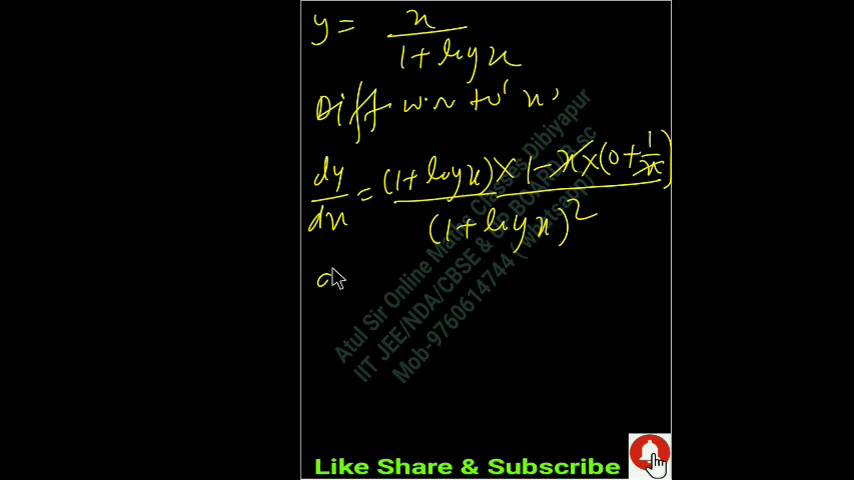 y = x / 1 + log x
Diff. w.r to 'x'
dy/dx = (1 + log x) × 1 - x × (0 + 1/x) / (1 + log x)²
d
Atul Sir Online Maths Classes Dibiyapur
IIT JEE/NDA/CBSE & UP BOARD/B.sc
Mob-9760614744 (Whatsapp)
Like Share & Subscribe